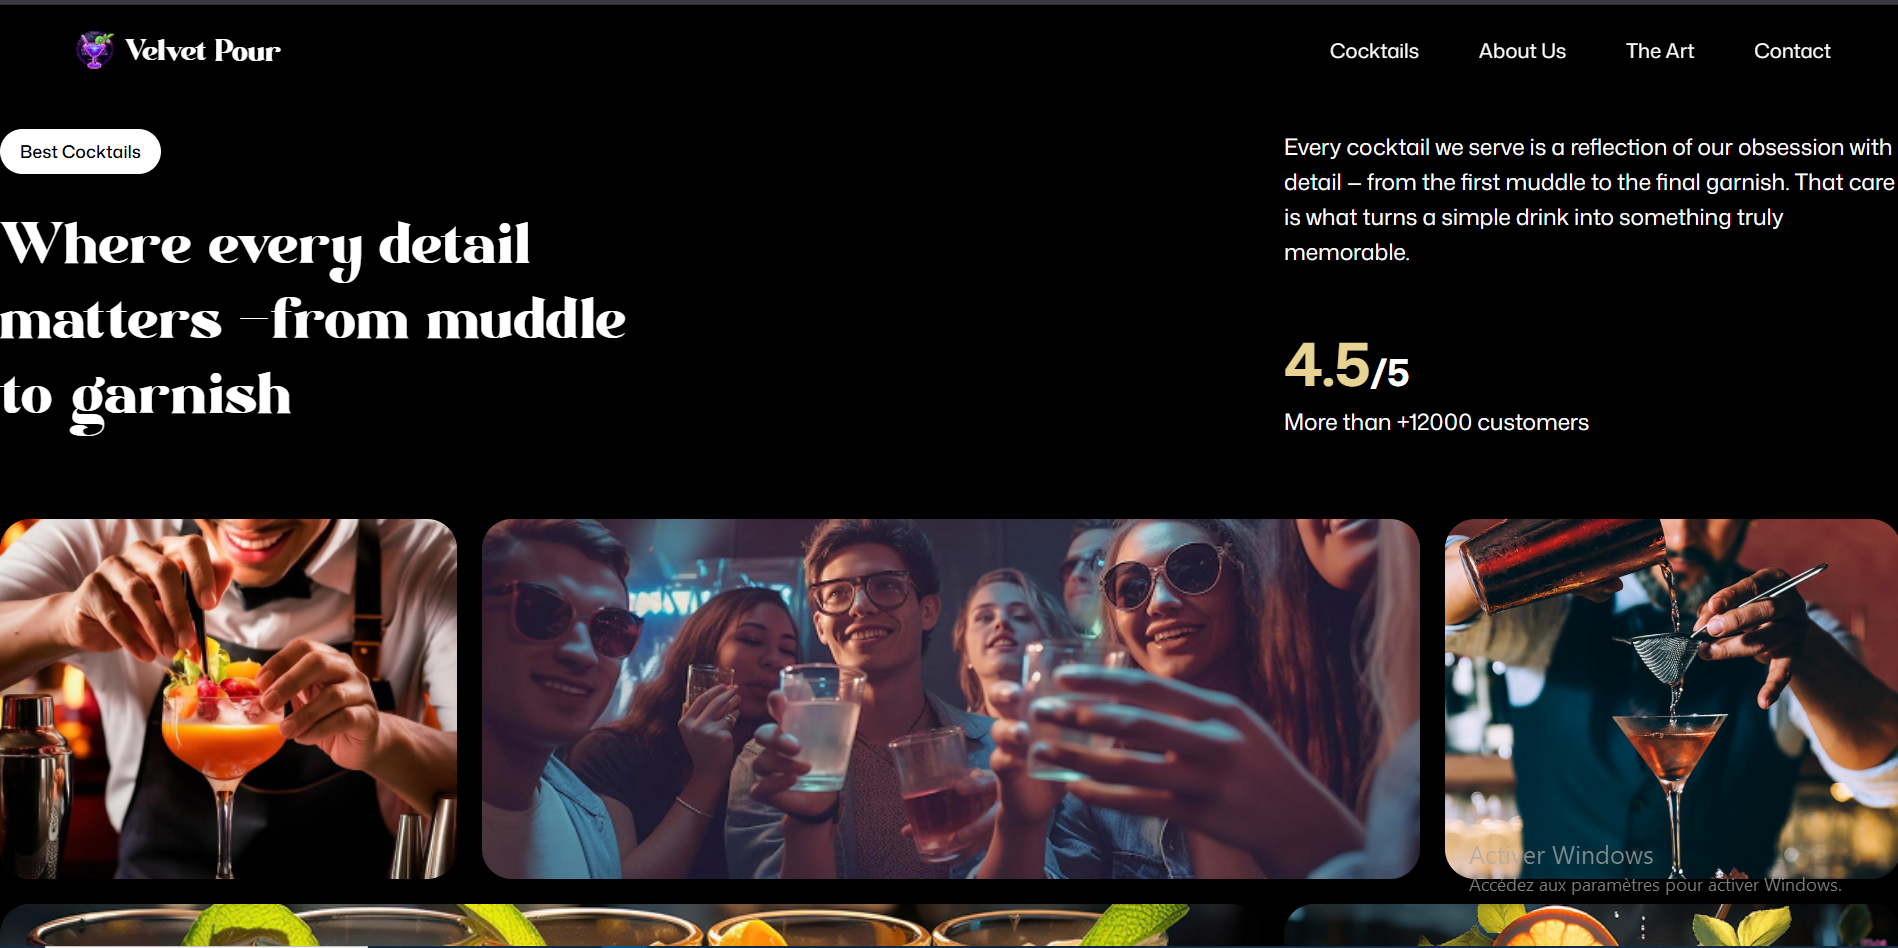 Velvet Pour
Cocktails
About Us
The Art
Contact
Best Cocktails
Where every detail
matters —from muddle
to garnish
Every cocktail we serve is a reflection of our obsession with
detail — from the first muddle to the final garnish. That care
is what turns a simple drink into something truly
memorable.
4.5/5
More than +12000 customers
Activer Windows
Accédez aux paramètres pour activer Windows.